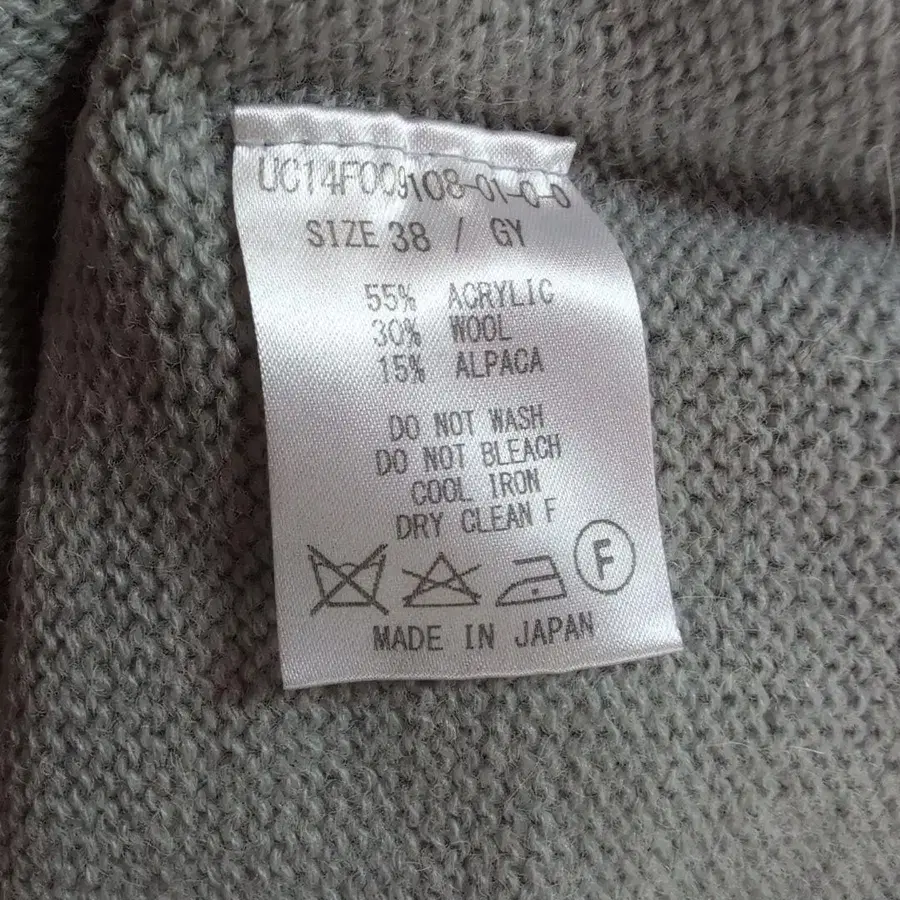 UC14F009108-01-0-0
SIZE 38 / GY
55% ACRYLIC
30% WOOL
15% ALPACA
DO NOT WASH
DO NOT BLEACH
COOL IRON
DRY CLEAN F
F
MADE IN JAPAN